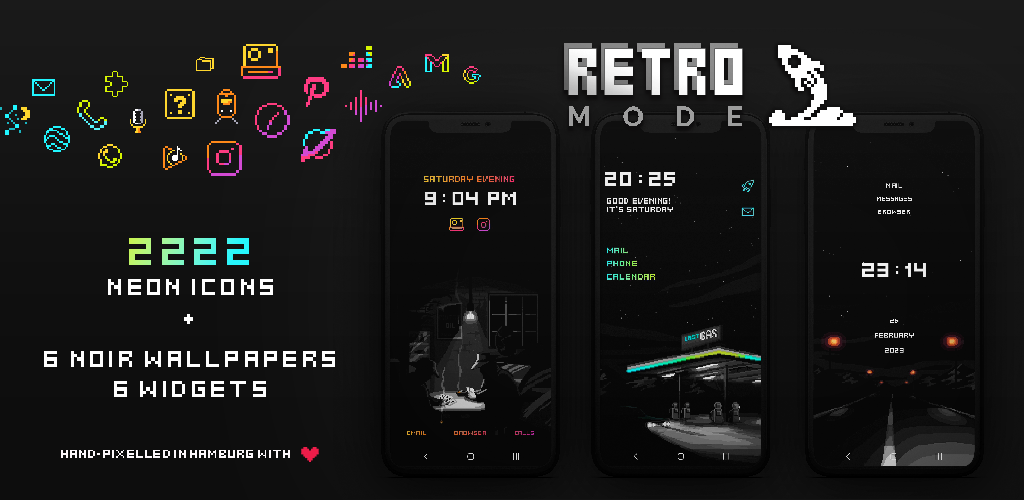 RETRO
MODE
2222
NEON ICONS
+
6 NOIR WALLPAPERS
6 WIDGETS
HAND-PIXELLED IN HAMBURG WITH
SATURDAY EVENING
9:04 PM
EMAIL
BROWSER
CALLS
20:25
GOOD EVENING!
IT'S SATURDAY
MAIL
PHONE
CALENDAR
LAST GAS
MAIL
MESSAGES
BROWSER
23:14
26
FEBRUARY
2023